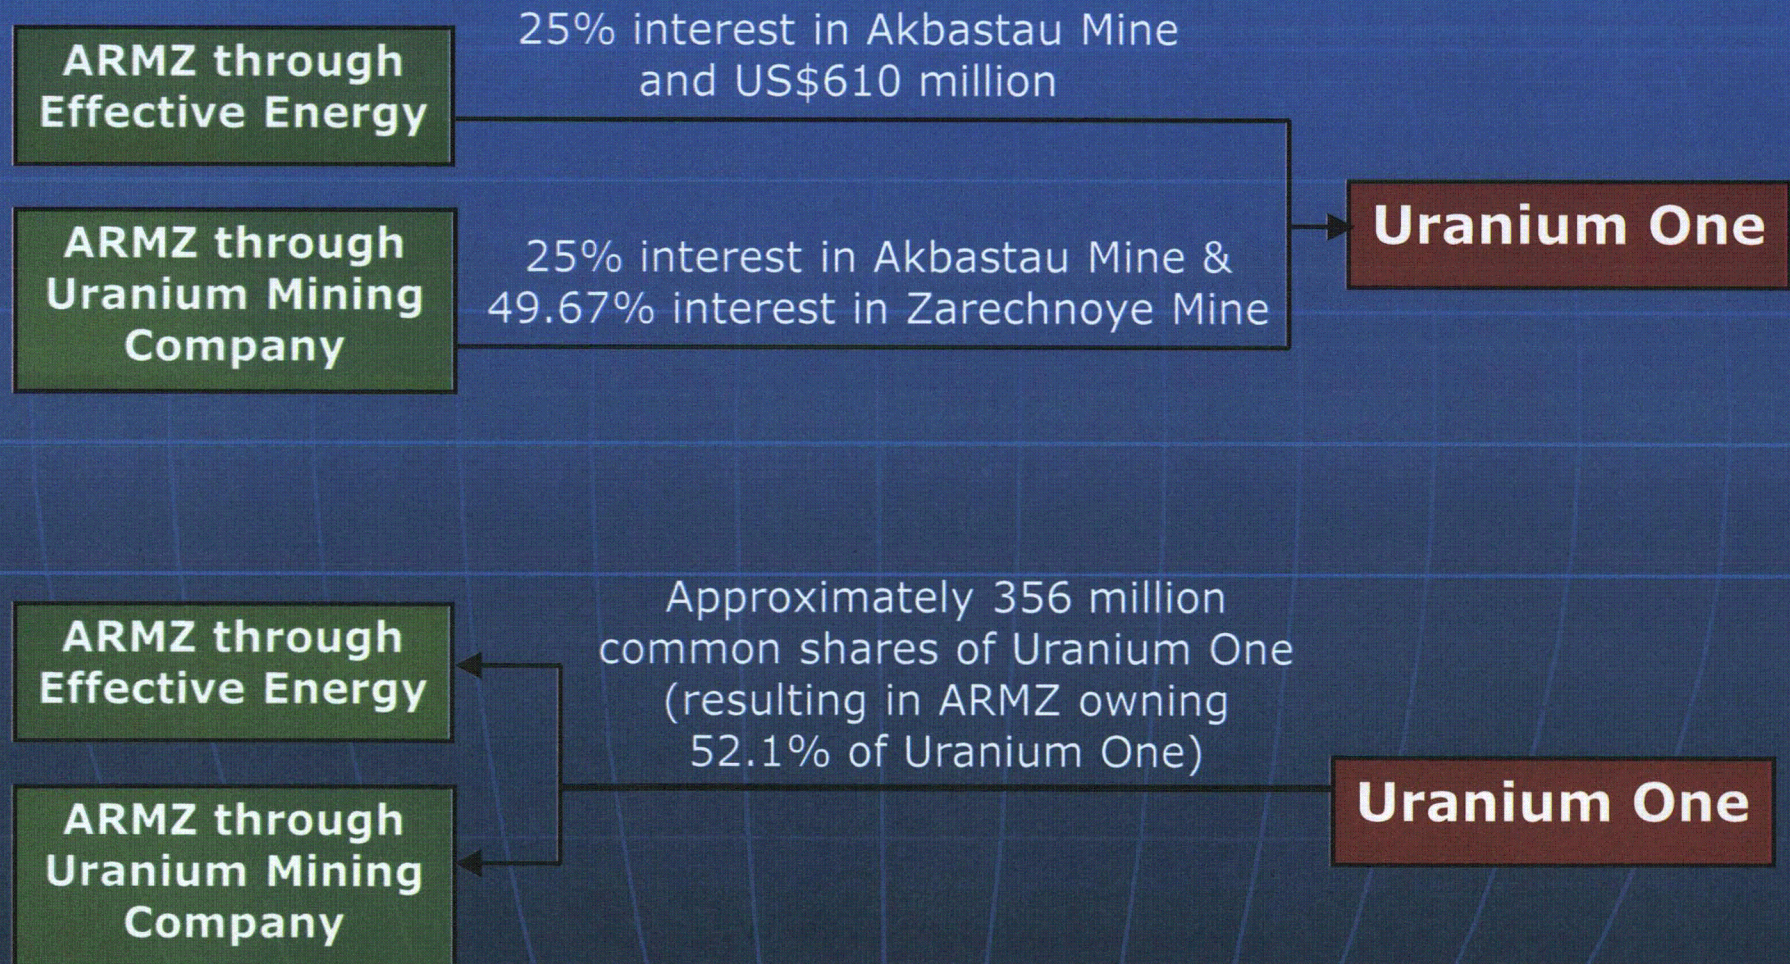 ARMZ through
Effective Energy
25% interest in Akbastau Mine
and US$610 million
ARMZ through
Uranium Mining
Company
25% interest in Akbastau Mine &
49.67% interest in Zarechnoye Mine
Uranium One
ARMZ through
Effective Energy
ARMZ through
Uranium Mining
Company
Approximately 356 million
common shares of Uranium One
(resulting in ARMZ owning
52.1% of Uranium One)
Uranium One